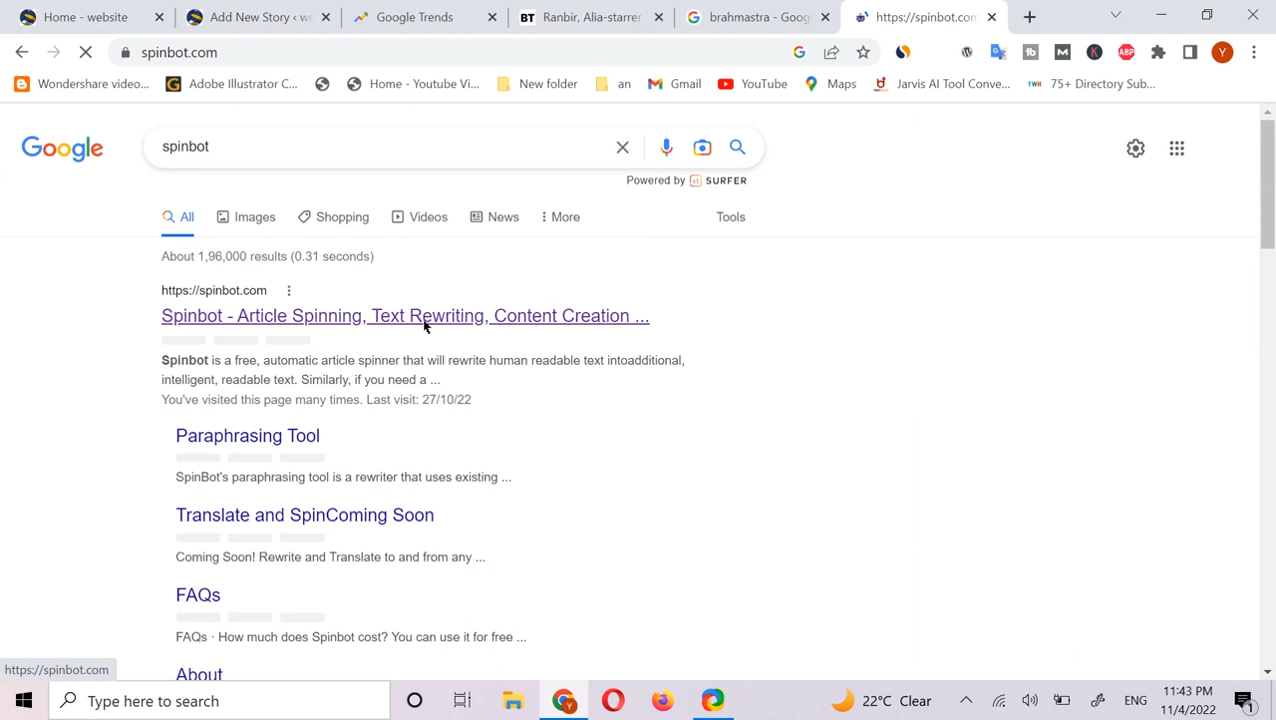 Home - website
Add New Story ‹ we
Google Trends
Ranbir, Alia-starrer
brahmastra - Goog
https://spinbot.com
spinbot.com
Wondershare video...
Adobe Illustrator C...
Home - Youtube Vi...
New folder
an
Gmail
YouTube
Maps
Jarvis AI Tool Conve...
75+ Directory Sub...
Google
spinbot
Powered by SURFER
All
Images
Shopping
Videos
News
More
Tools
About 1,96,000 results (0.31 seconds)
https://spinbot.com
Spinbot - Article Spinning, Text Rewriting, Content Creation ...
Spinbot is a free, automatic article spinner that will rewrite human readable text intoadditional,
intelligent, readable text. Similarly, if you need a ...
You've visited this page many times. Last visit: 27/10/22
Paraphrasing Tool
SpinBot's paraphrasing tool is a rewriter that uses existing ...
Translate and SpinComing Soon
Coming Soon! Rewrite and Translate to and from any ...
FAQs
FAQs · How much does Spinbot cost? You can use it for free ...
About
https://spinbot.com
Type here to search
22°C Clear
ENG
11:43 PM
11/4/2022